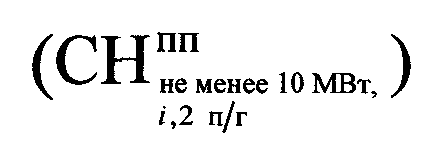 (СН ПП
не менее 10 МВт, )
i,2 п/г